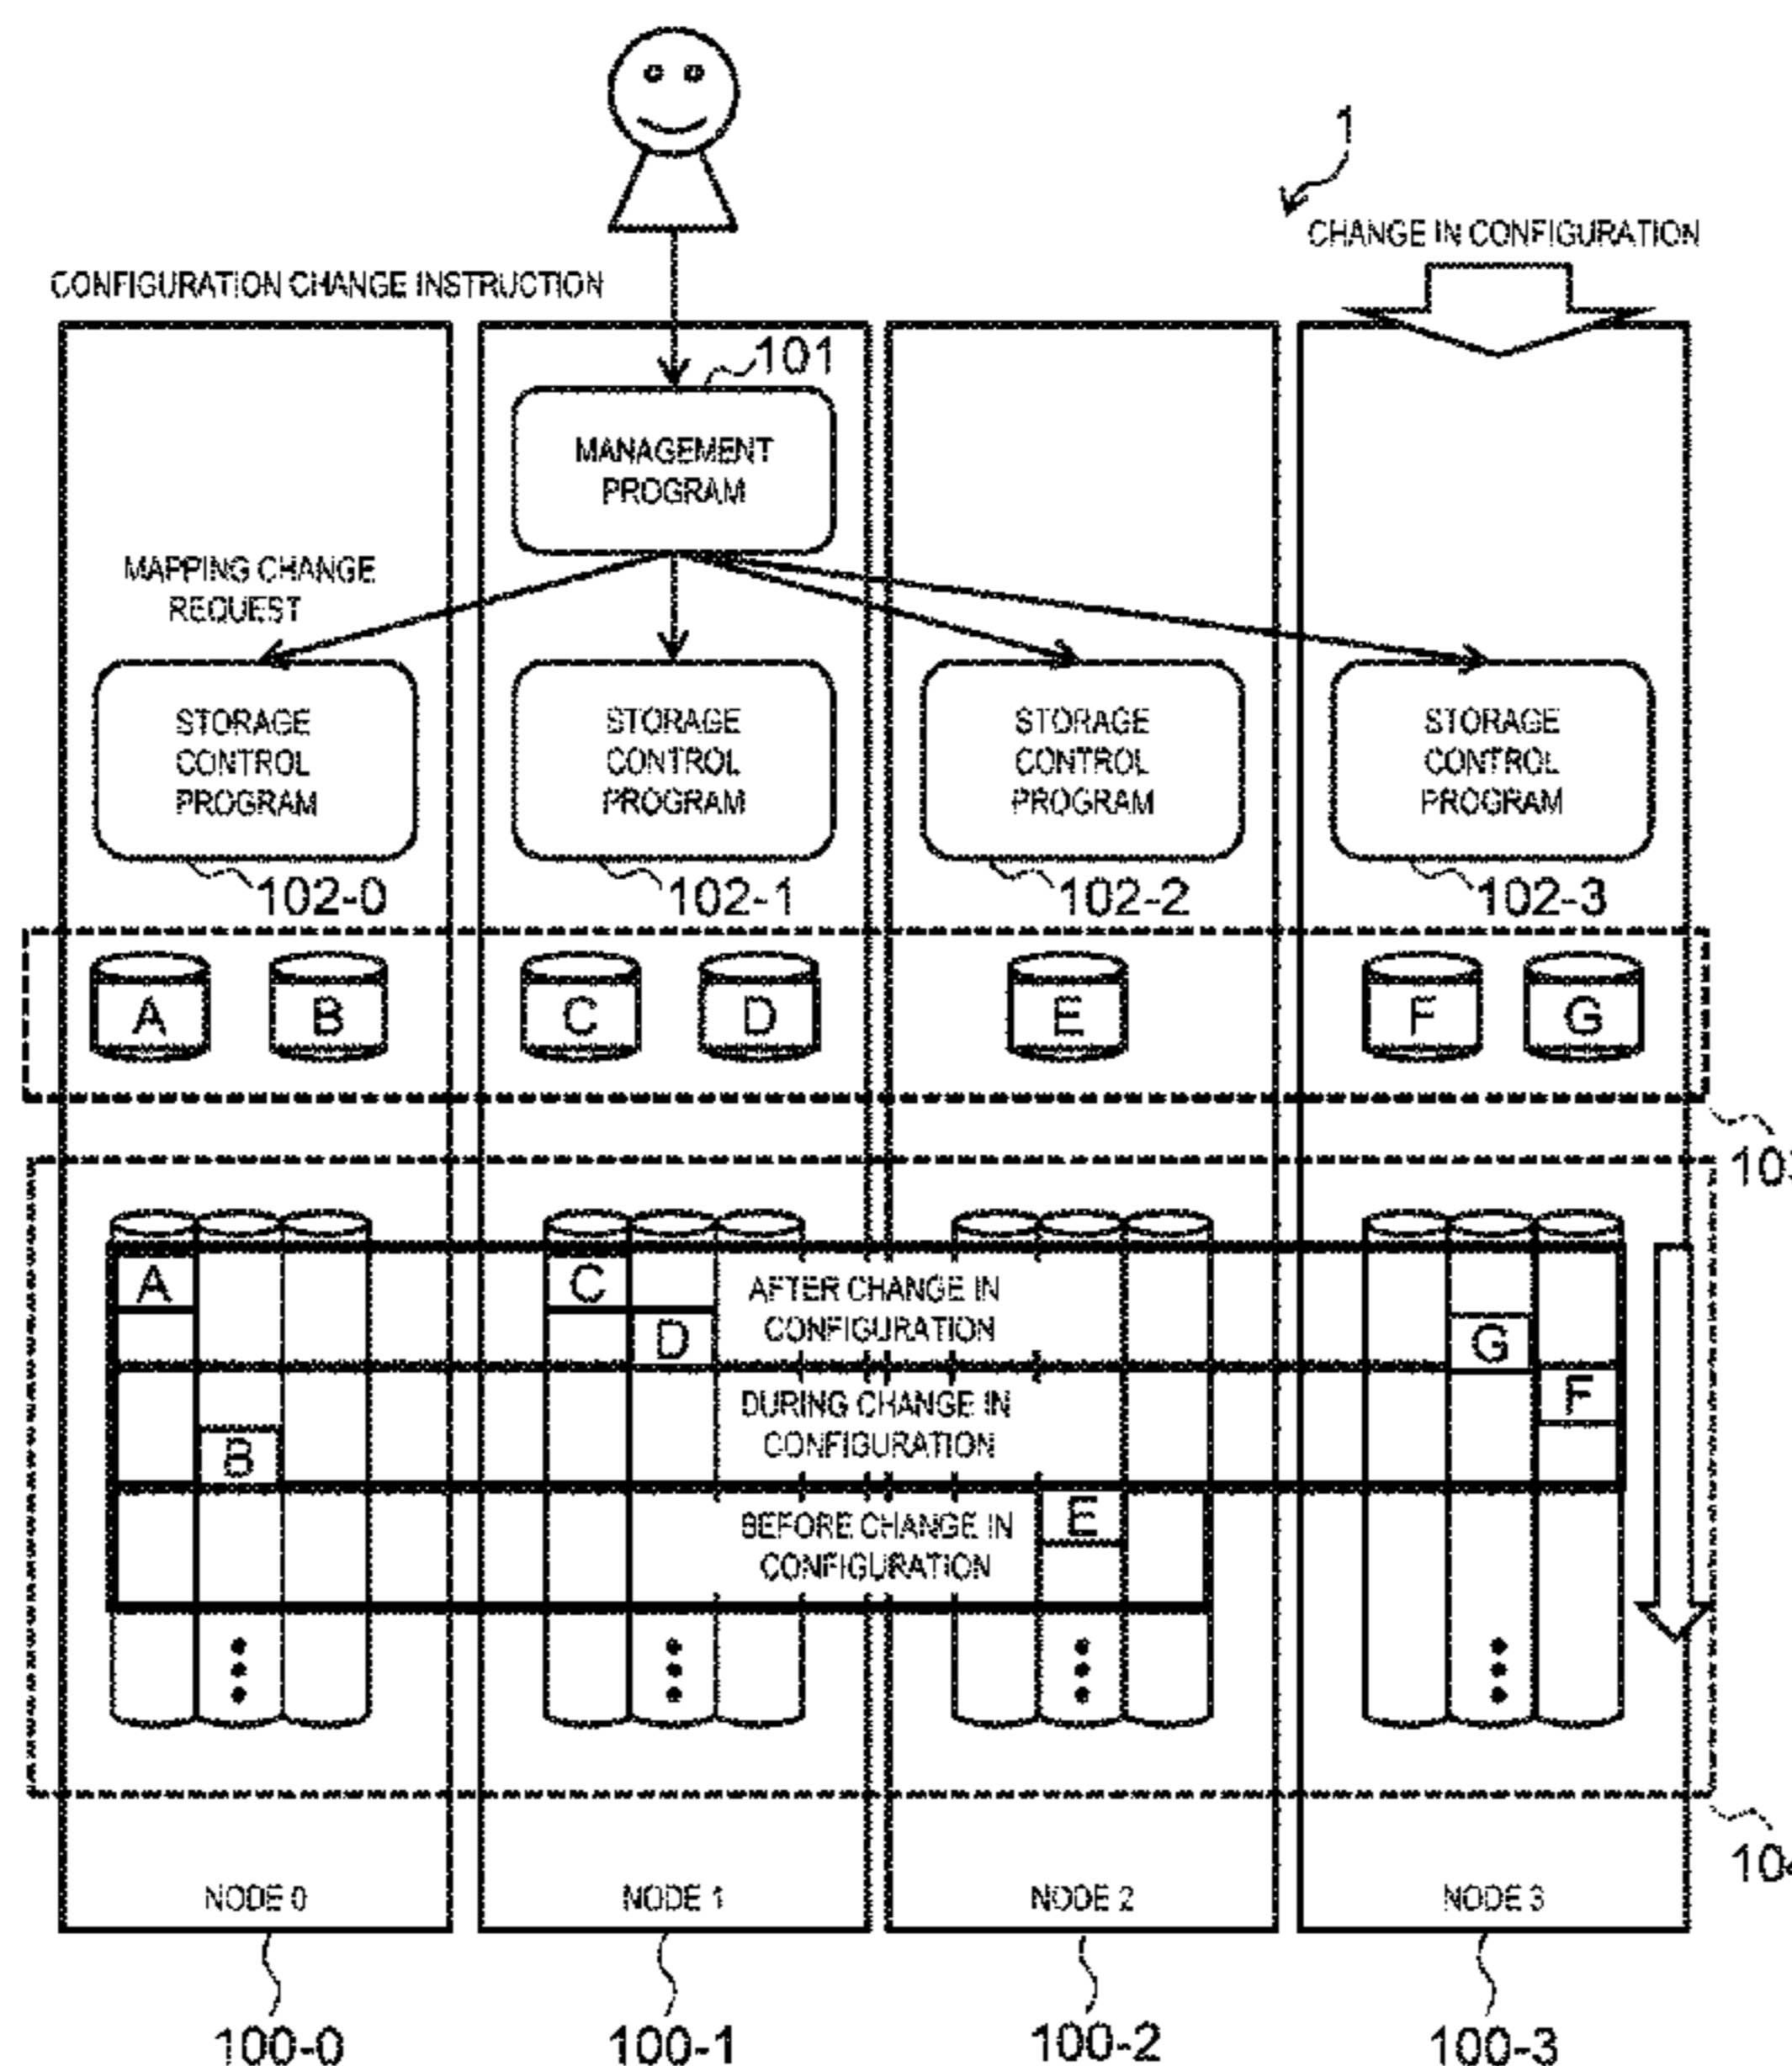 1
CHANGE IN CONFIGURATION
CONFIGURATION CHANGE INSTRUCTION
101
MANAGEMENT
PROGRAM
MAPPING CHANGE
REQUEST
STORAGE
CONTROL
PROGRAM
STORAGE
CONTROL
PROGRAM
STORAGE
CONTROL
PROGRAM
STORAGE
CONTROL
PROGRAM
102-0
102-1
102-2
102-3
A
B
C
D
E
F
G
103
A
C
AFTER CHANGE IN
CONFIGURATION
D
G
DURING CHANGE IN
CONFIGURATION
F
B
BEFORE CHANGE IN
CONFIGURATION
E
104
NODE 0
NODE 1
NODE 2
NODE 3
100-0
100-1
100-2
100-3